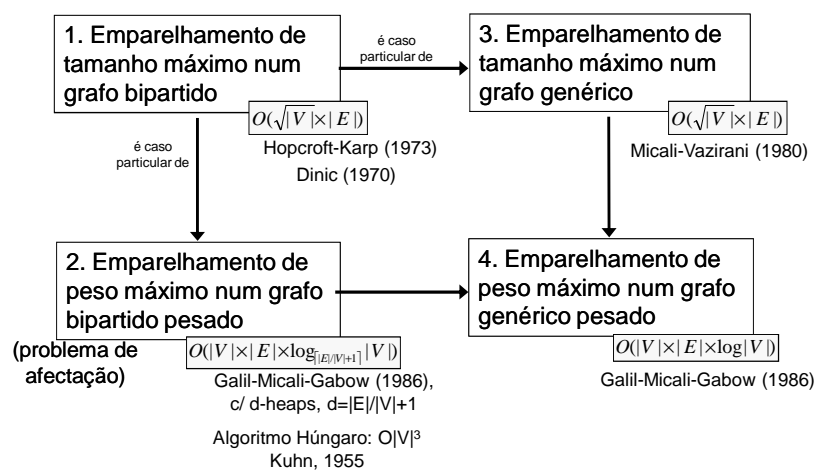 1. Emparelhamento de
tamanho máximo num
grafo bipartido
O(√|V|×|E|)
Hopcroft-Karp (1973)
Dinic (1970)
é caso
particular de
3. Emparelhamento de
tamanho máximo num
grafo genérico
O(√|V|×|E|)
Micali-Vazirani (1980)
é caso
particular de
2. Emparelhamento de
peso máximo num grafo
bipartido pesado
(problema de
afectação)
O(|V|×|E|×log⌈|E|/|V|+1⌉|V|)
Galil-Micali-Gabow (1986),
c/ d-heaps, d=|E|/|V|+1
Algoritmo Húngaro: O|V|³
Kuhn, 1955
4. Emparelhamento de
peso máximo num grafo
genérico pesado
O(|V|×|E|×log|V|)
Galil-Micali-Gabow (1986)